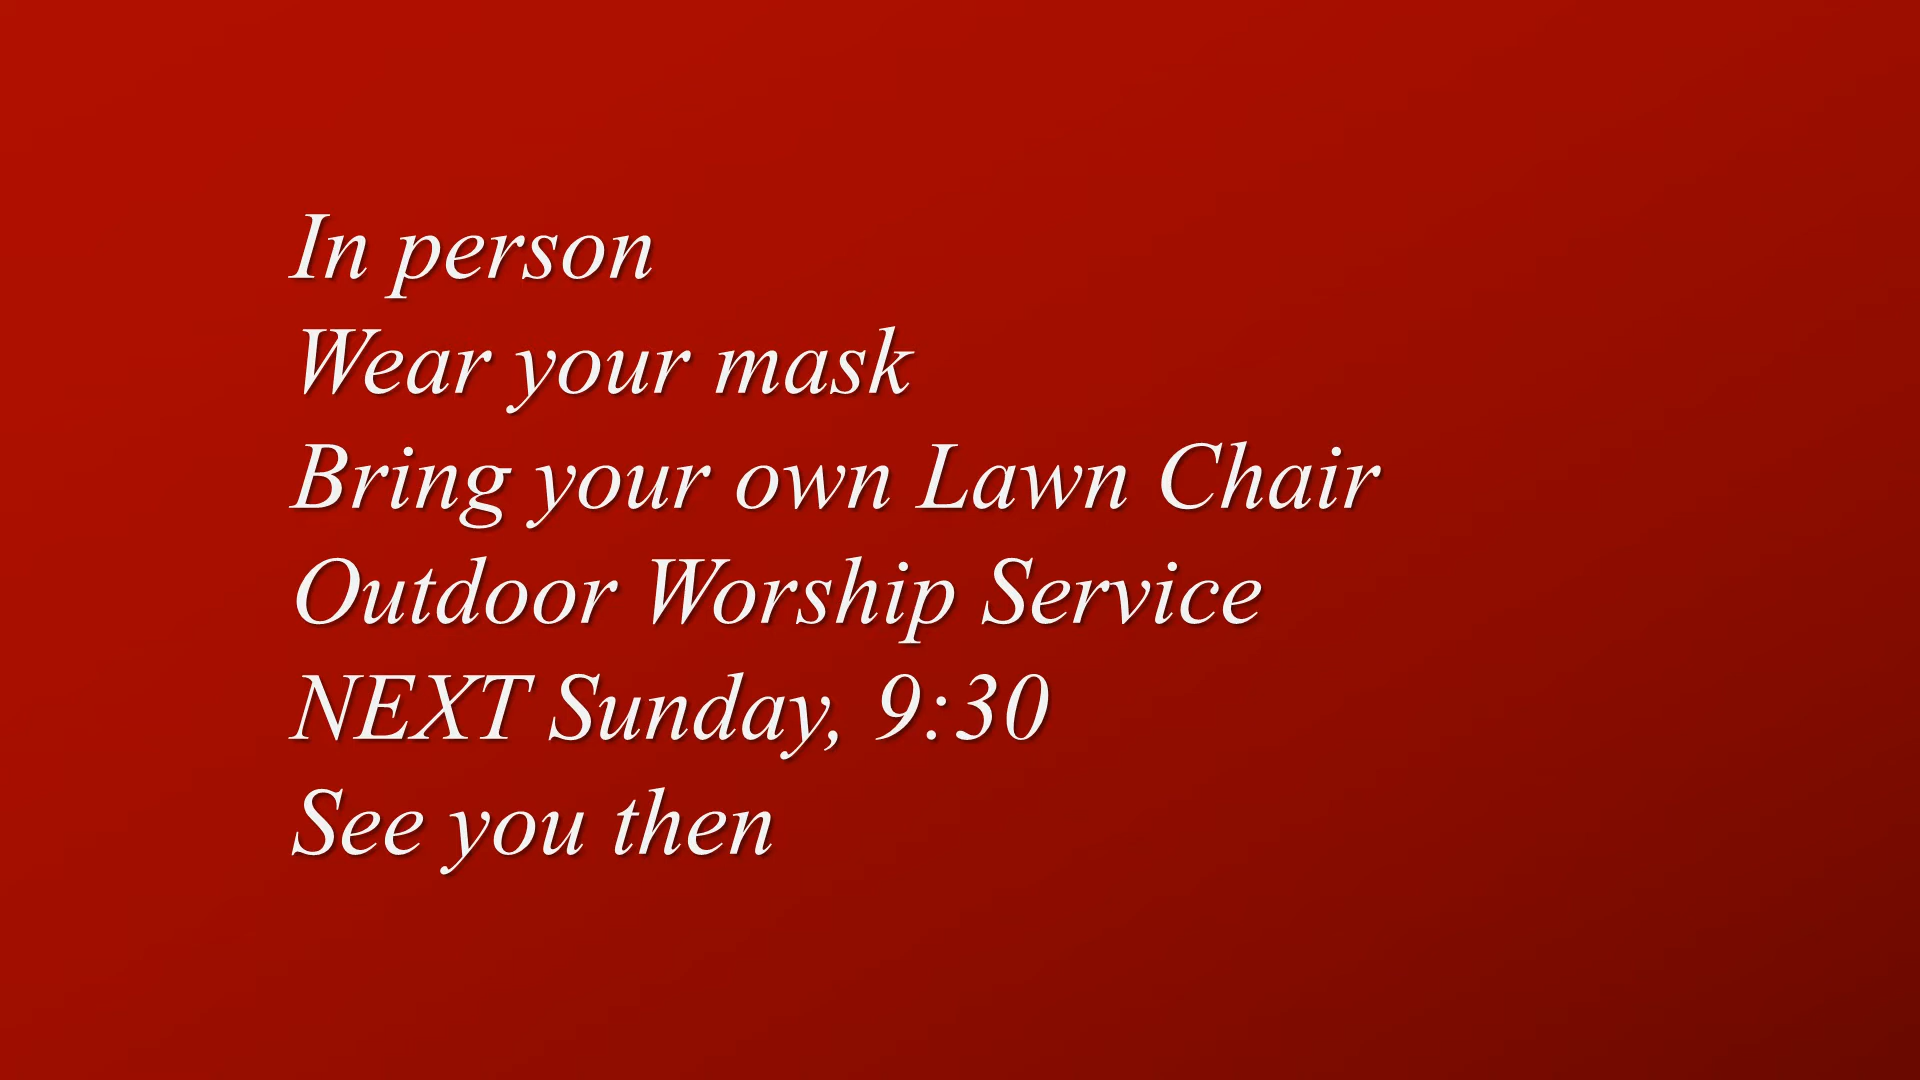 In person
Wear your mask
Bring your own Lawn Chair
Outdoor Worship Service
NEXT Sunday, 9:30
See you then